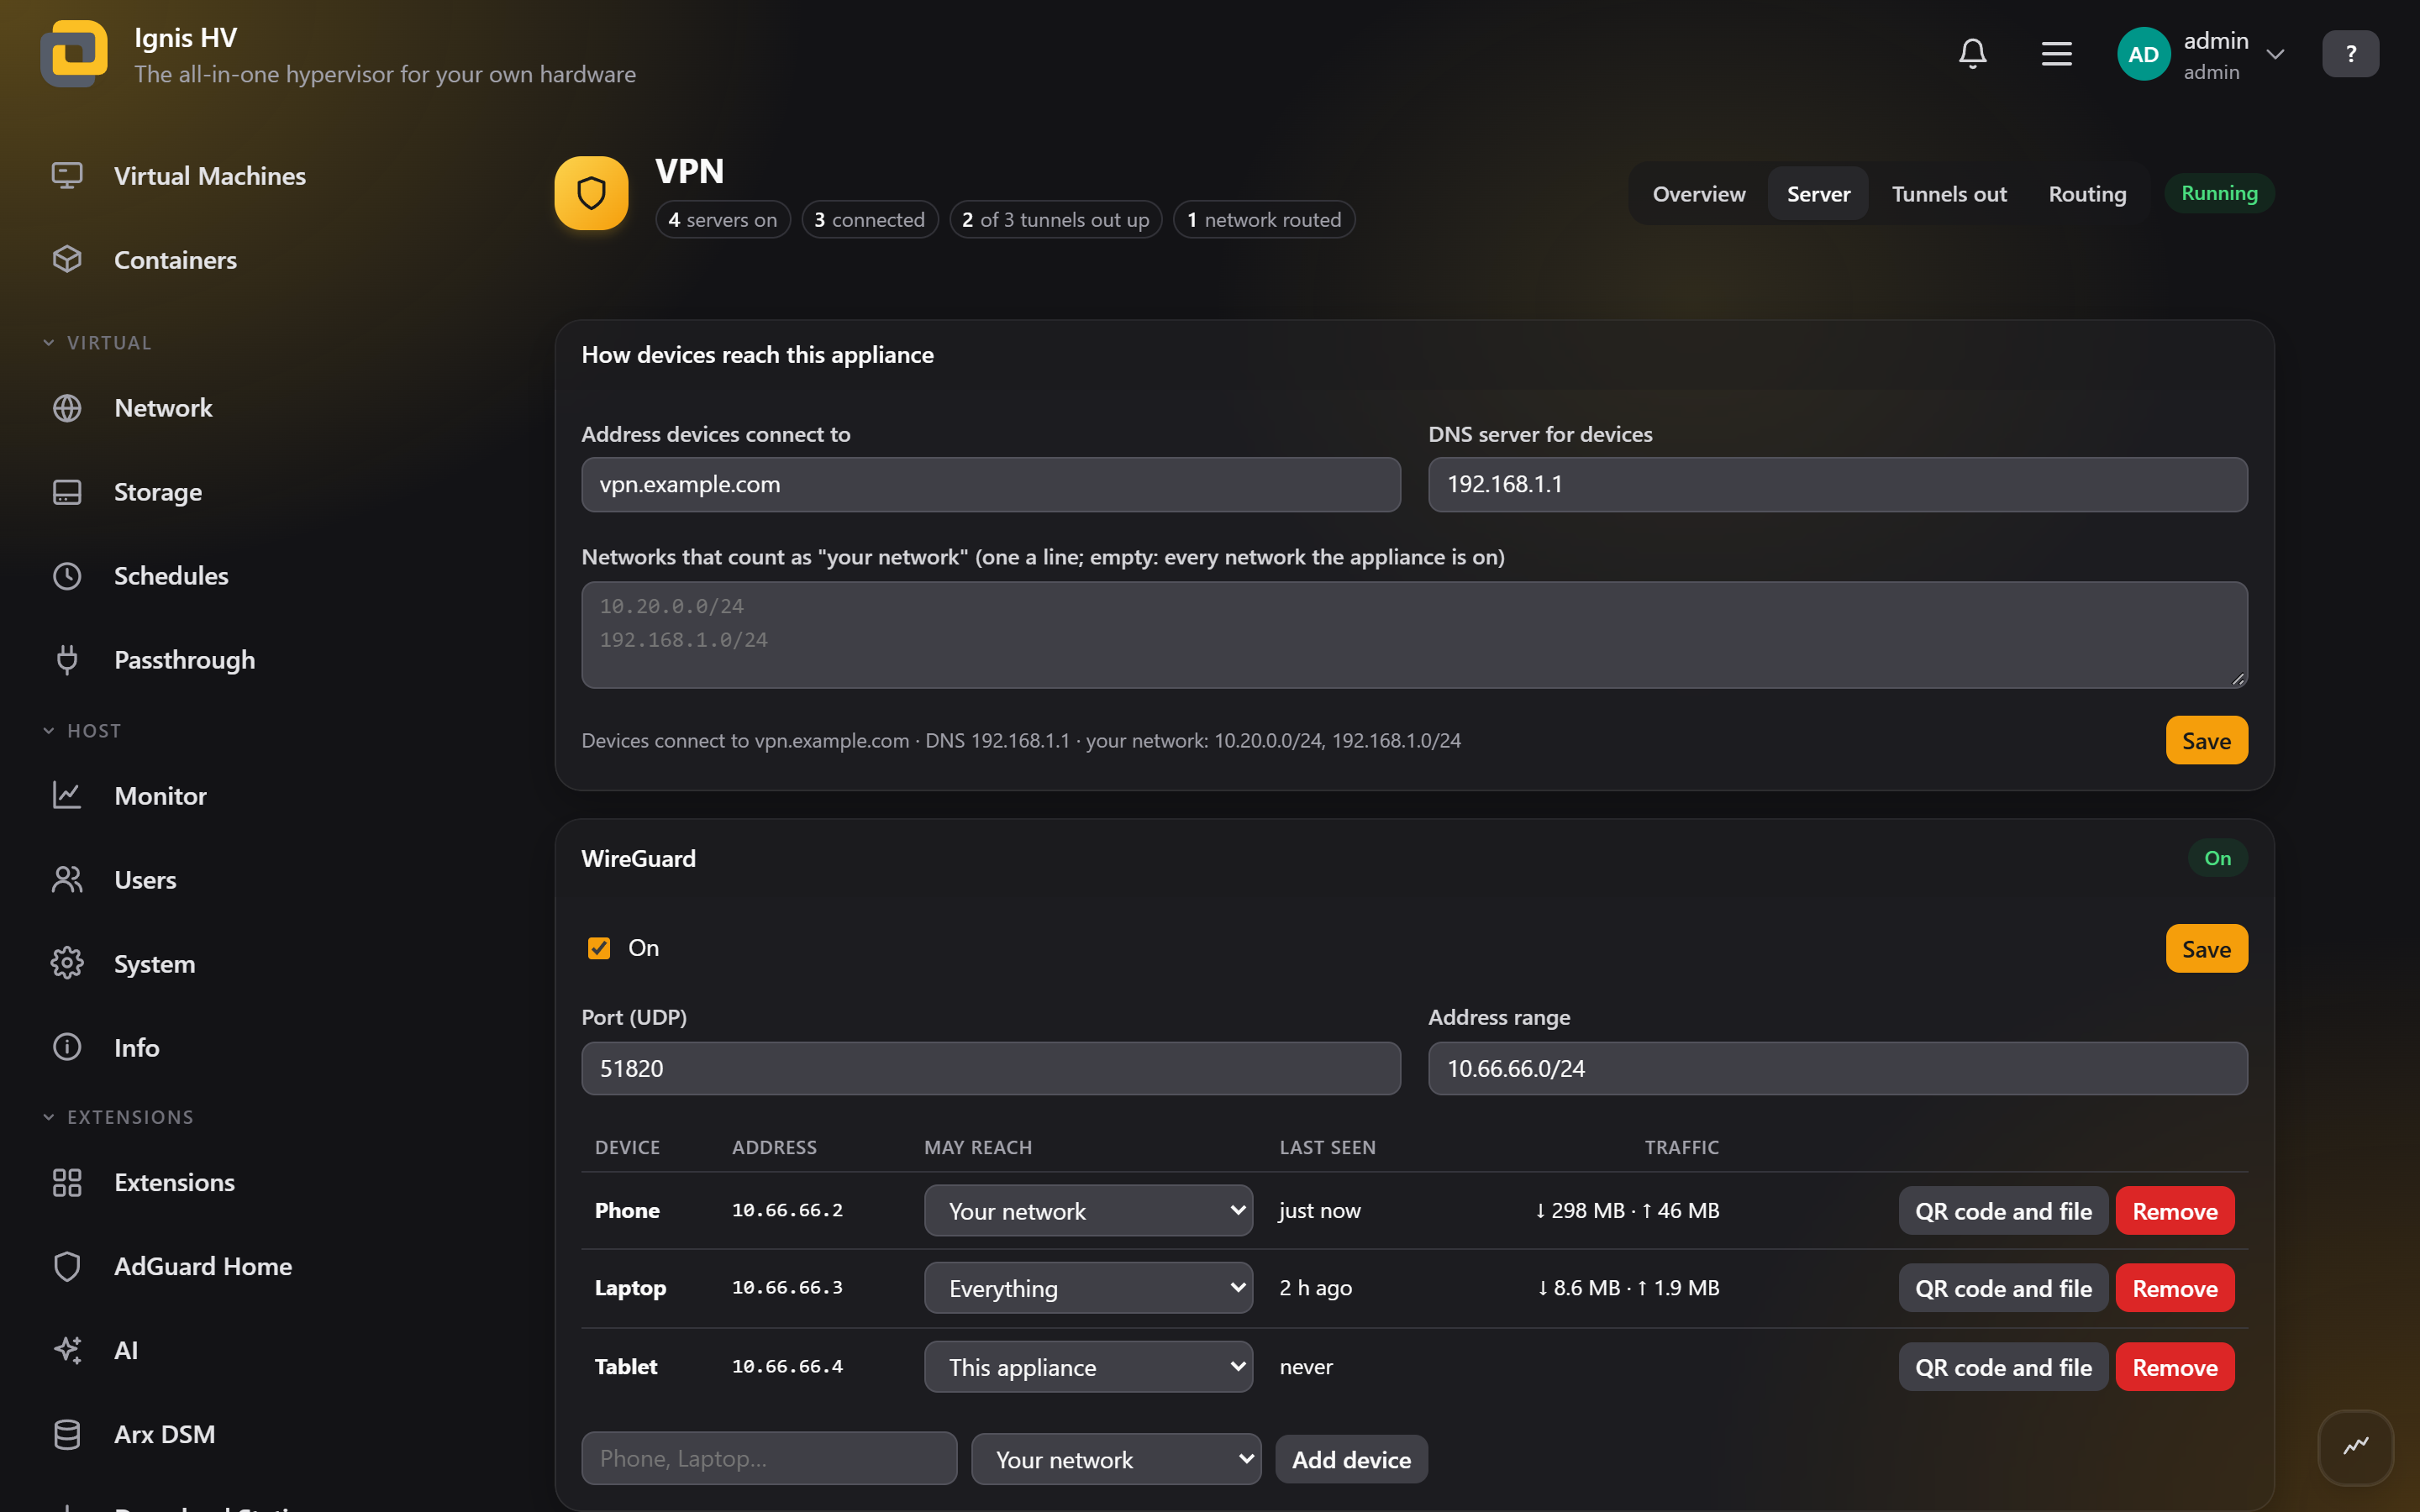 Ignis HV
The all-in-one hypervisor for your own hardware
AD
admin
admin
?
Virtual Machines
Containers
VIRTUAL
Network
Storage
Schedules
Passthrough
HOST
Monitor
Users
System
Info
EXTENSIONS
Extensions
AdGuard Home
AI
Arx DSM
VPN
4 servers on
3 connected
2 of 3 tunnels out up
1 network routed
Overview
Server
Tunnels out
Routing
Running
How devices reach this appliance
Address devices connect to
DNS server for devices
vpn.example.com
192.168.1.1
Networks that count as "your network" (one a line; empty: every network the appliance is on)
10.20.0.0/24
192.168.1.0/24
Devices connect to vpn.example.com · DNS 192.168.1.1 · your network: 10.20.0.0/24, 192.168.1.0/24
Save
WireGuard
On
On
Save
Port (UDP)
Address range
51820
10.66.66.0/24
DEVICE ADDRESS MAY REACH LAST SEEN TRAFFIC
Phone 10.66.66.2 Your network just now ↓ 298 MB · ↑ 46 MB QR code and file Remove
Laptop 10.66.66.3 Everything 2 h ago ↓ 8.6 MB · ↑ 1.9 MB QR code and file Remove
Tablet 10.66.66.4 This appliance never QR code and file Remove
Phone, Laptop... Your network Add device